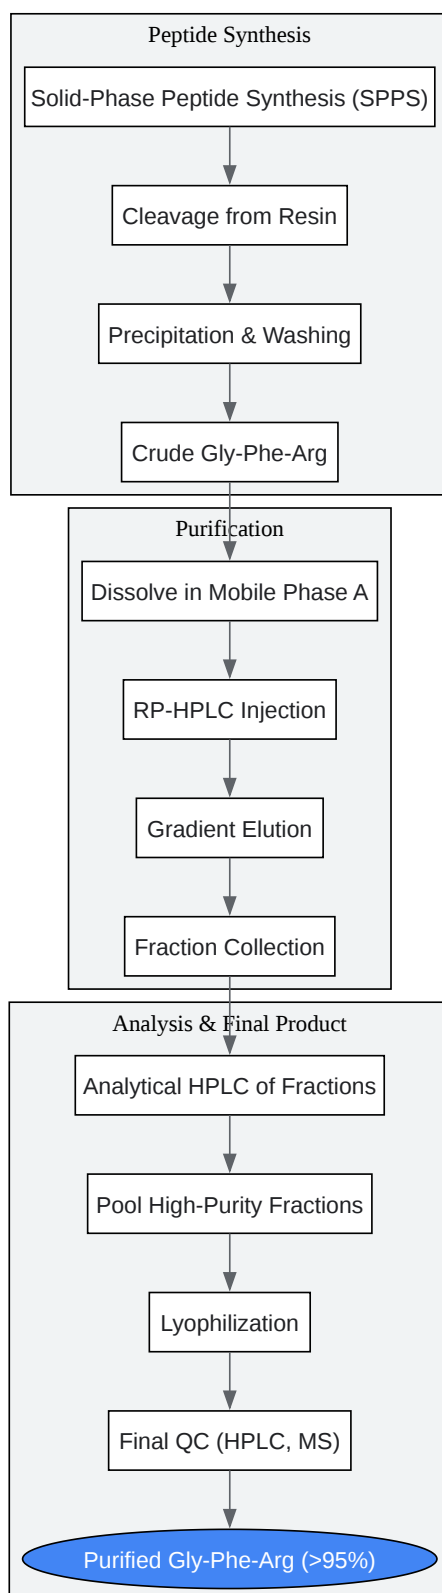 Peptide Synthesis
Solid-Phase Peptide Synthesis (SPPS)
Cleavage from Resin
Precipitation & Washing
Crude Gly-Phe-Arg
Purification
Dissolve in Mobile Phase A
RP-HPLC Injection
Gradient Elution
Fraction Collection
Analysis & Final Product
Analytical HPLC of Fractions
Pool High-Purity Fractions
Lyophilization
Final QC (HPLC, MS)
Purified Gly-Phe-Arg (>95%)